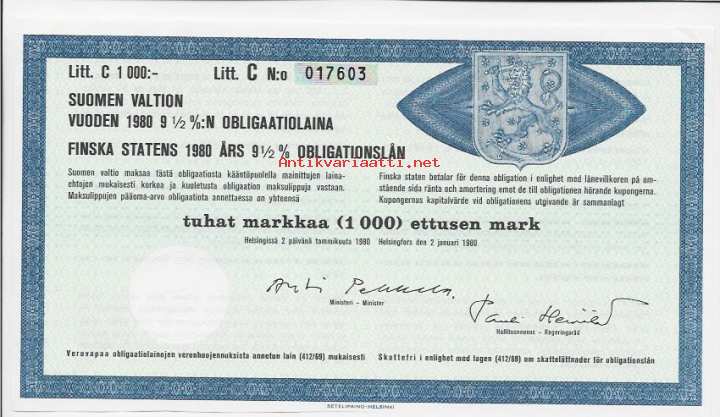 Litt. C 1 000:- Litt. C N:o 017603
SUOMEN VALTION
VUODEN 1980 9 ½ %:N OBLIGAATIOLAINA
FINSKA STATENS 1980 ÅRS 9 ½ % OBLIGATIONSLÅN
Antikvariaatti.net
Suomen valtio maksaa tästä obligaatiosta kääntöpuolella mainittujen laina-
ehtojen mukaisesti korkoa ja kuoletusta obligaation maksulippuja vastaan.
Maksulippujen pääoma-arvo obligaatiota annettaessa on yhteensä
Finska staten betalar för denna obligation i enlighet med lånevillkoren på om-
stående sida ränta och amortering emot de till obligationen hörande kupongerna.
Kupongernas kapitalvärde vid obligationens utgivande är sammanlagt
tuhat markkaa (1 000) ettusen mark
Helsingissä 2 päivänä tammikuuta 1980 Helsingfors den 2 januari 1980
Ministeri - Minister
Hallitusneuvos - Regeringsråd
Verovapaa obligaatiolainojen veronhuojennuksista annetun lain (412/69) mukaisesti
Skattefri i enlighet med lagen (412/69) om skattelättnader för obligationslån
SETELIPAINO-HELSINKI